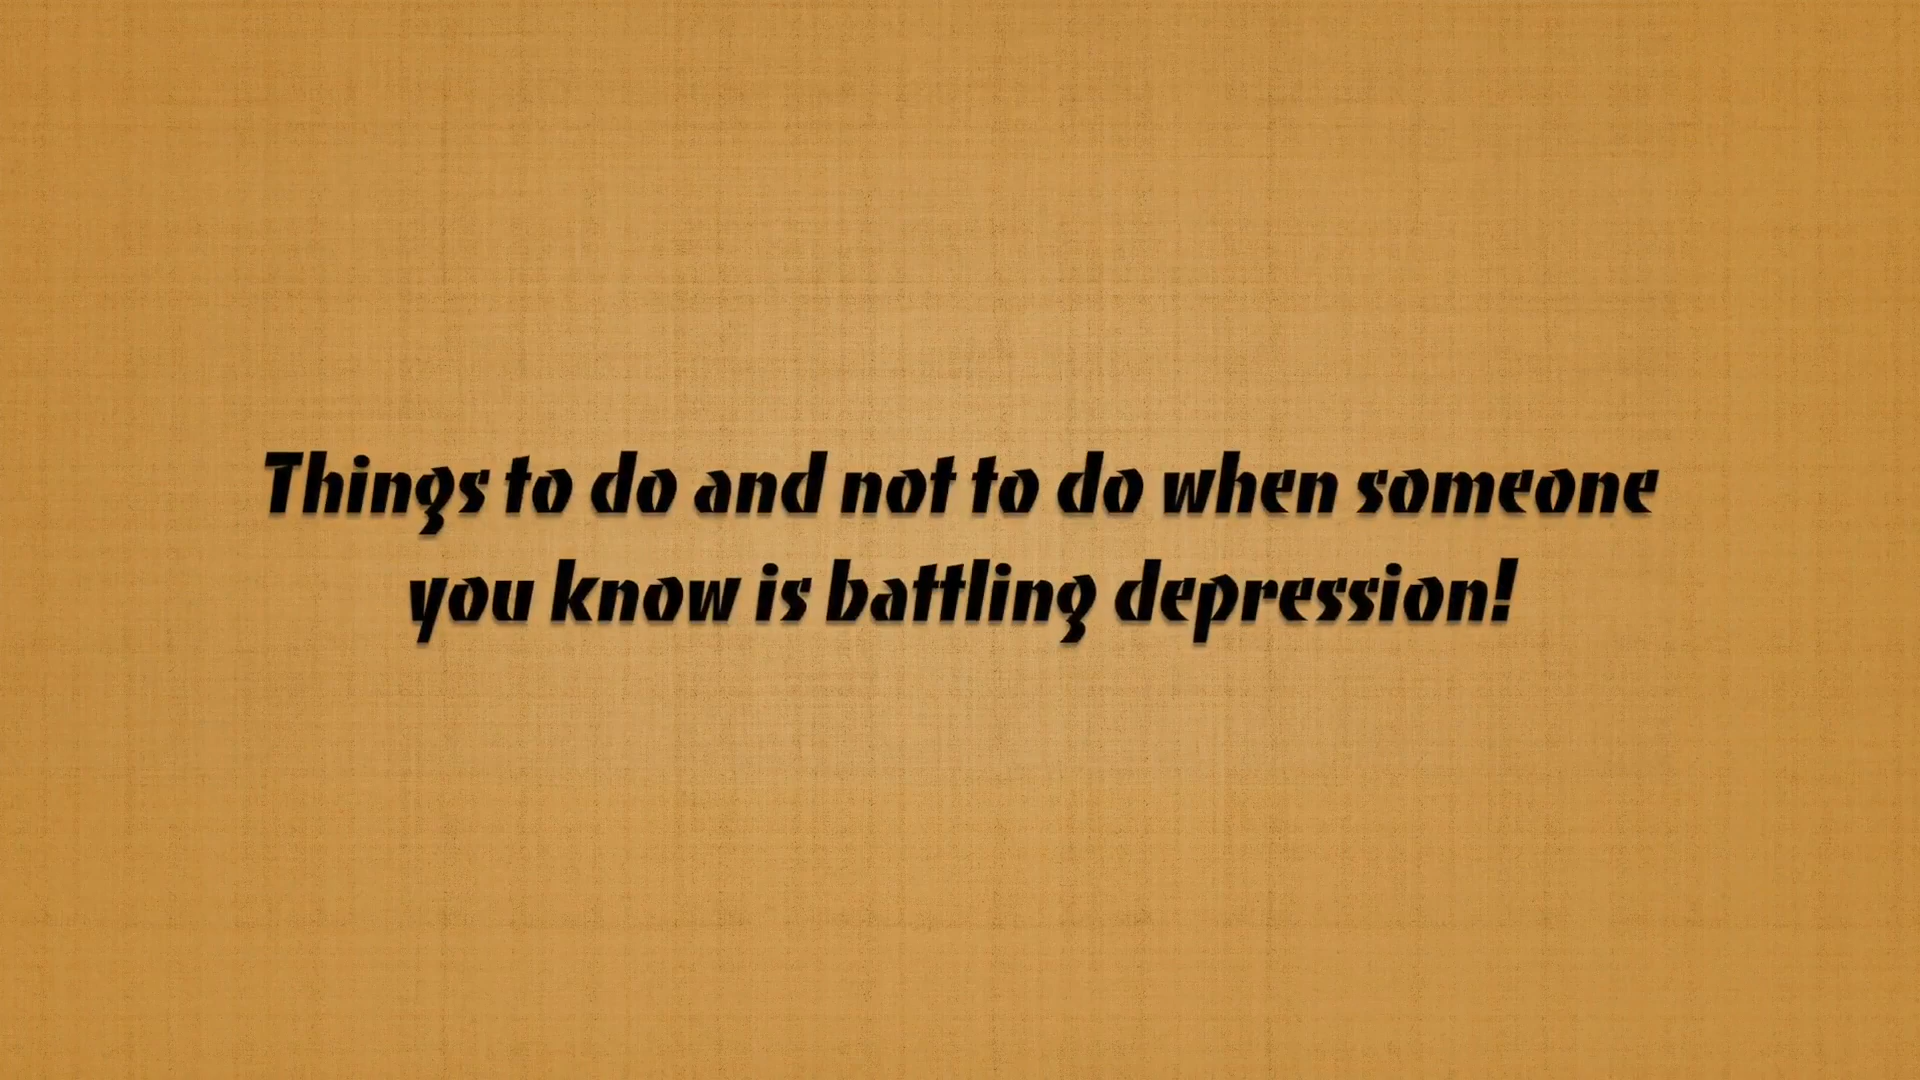 Things to do and not to do when someone
you know is battling depression!